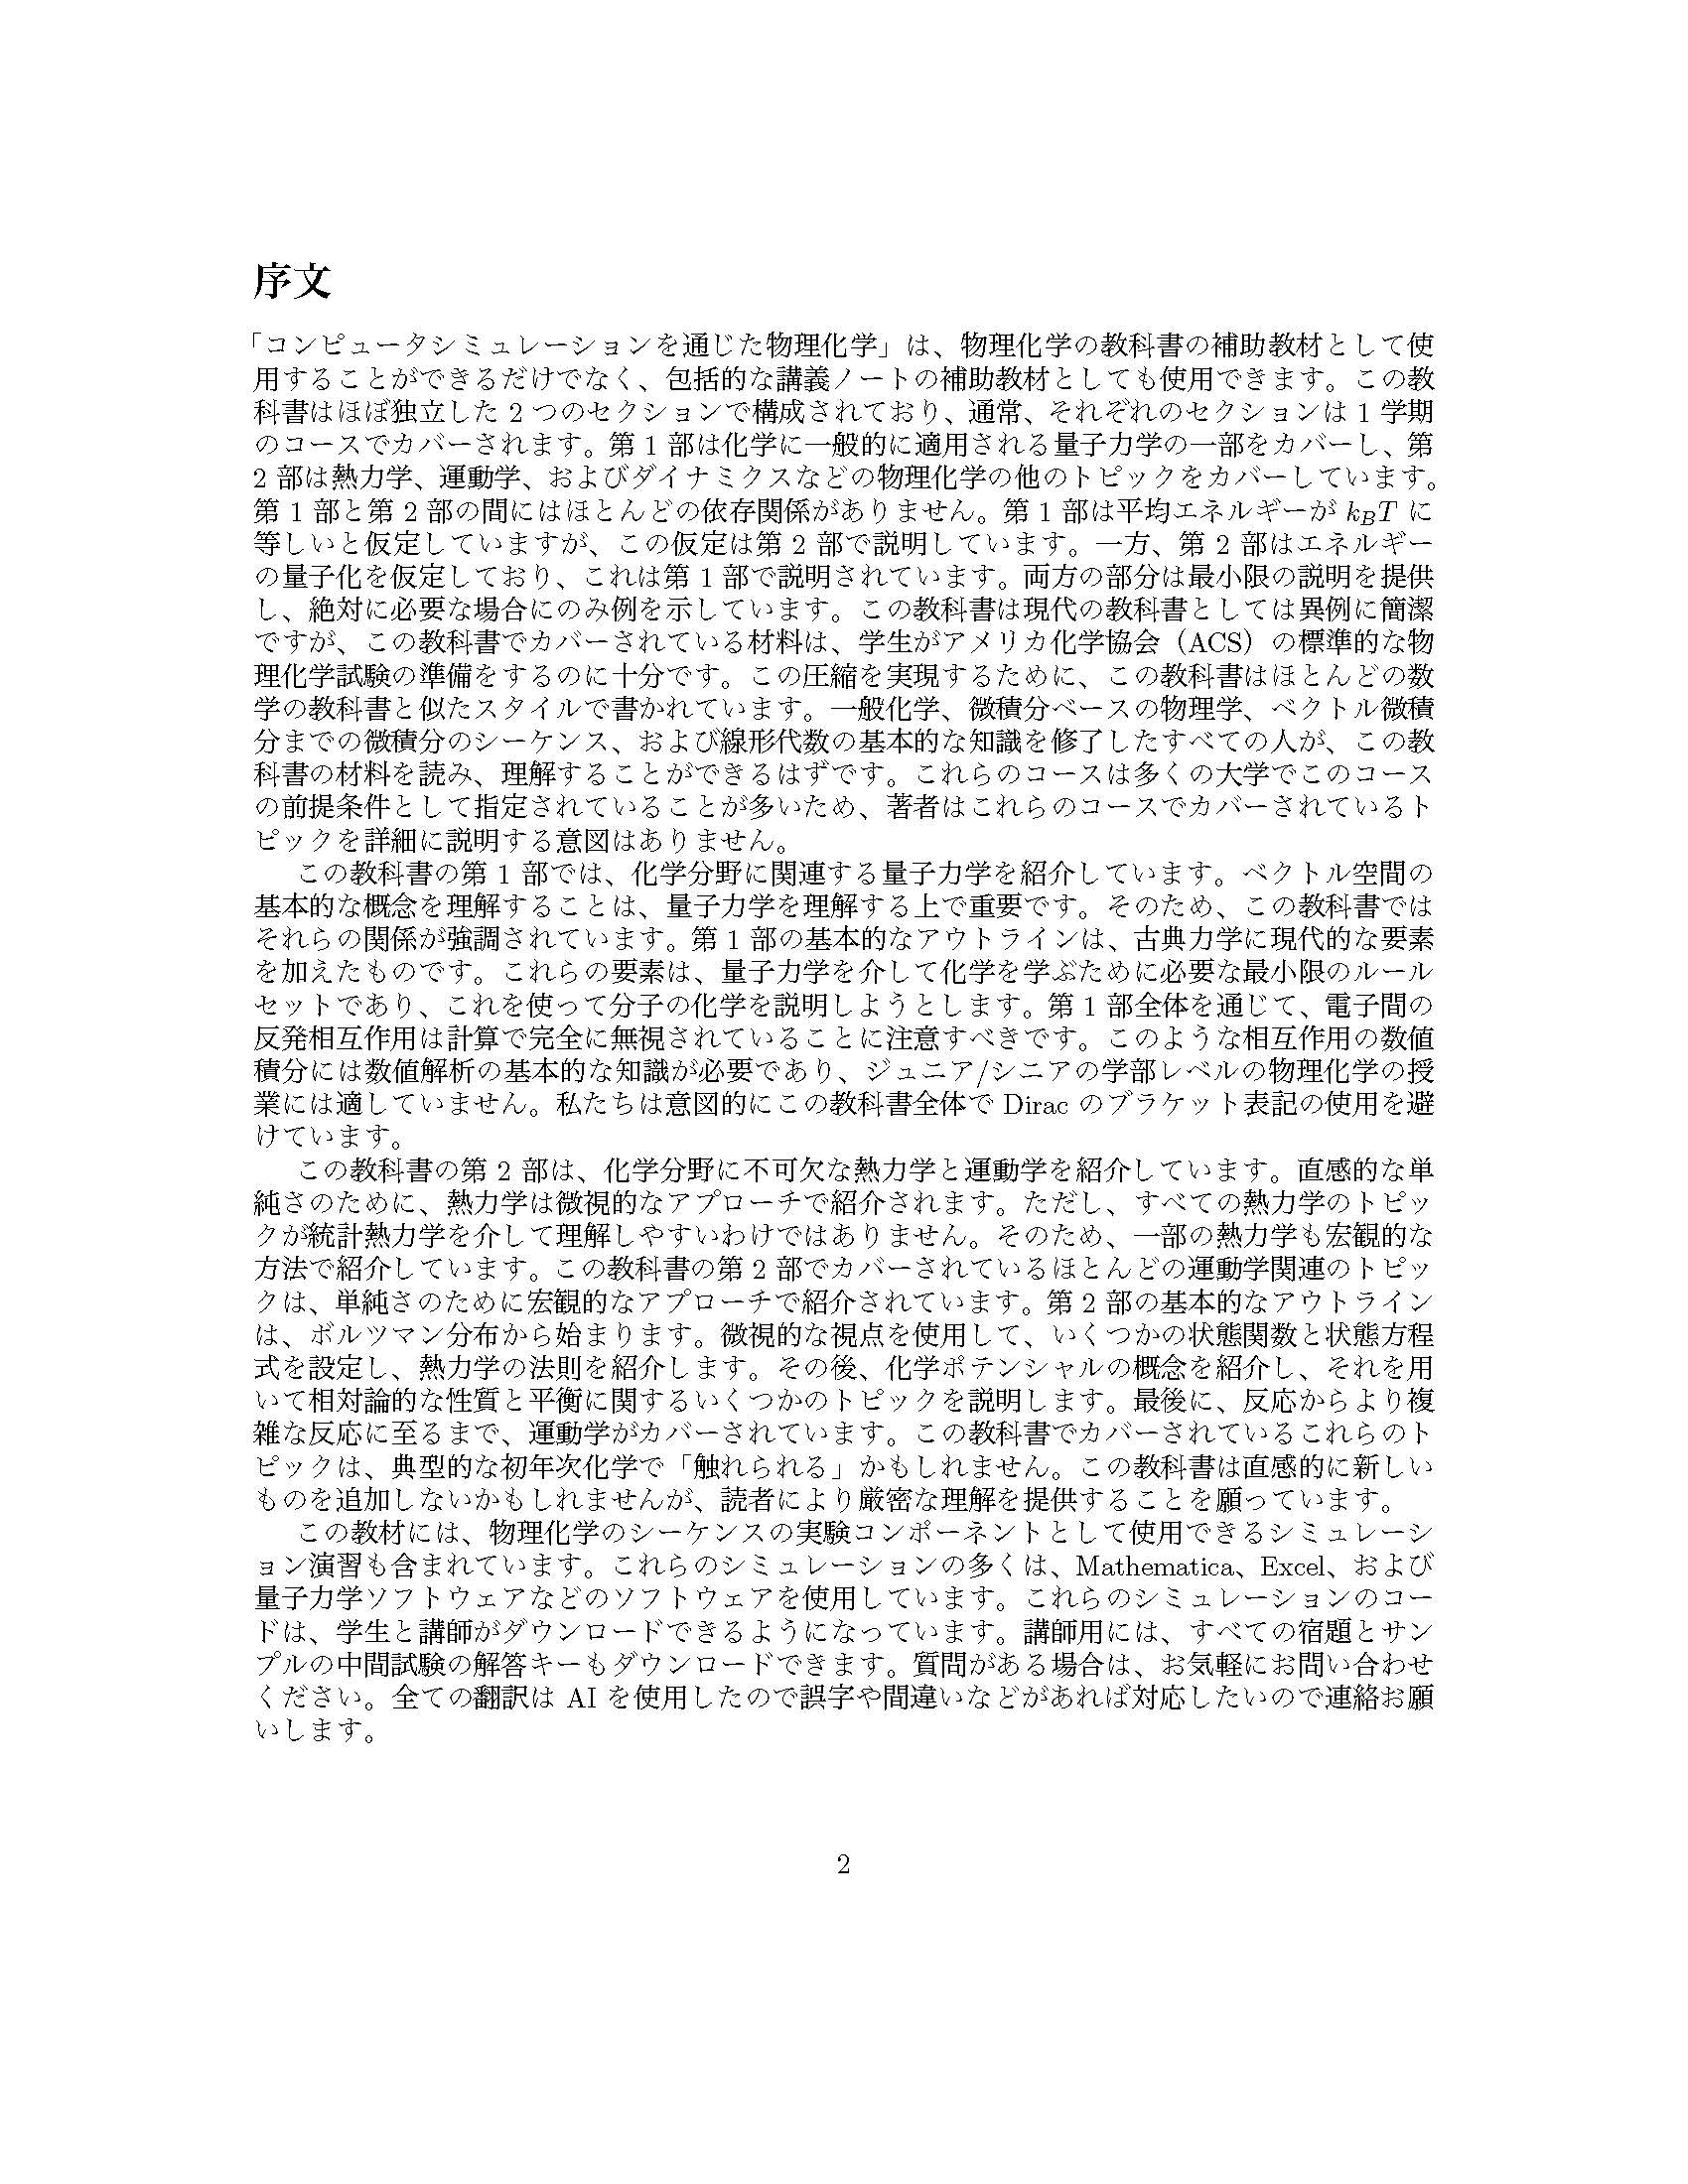 序文
「コンピュータシミュレーションを通じた物理化学」は、物理化学の教科書の補助教材として使
用することができるだけでなく、包括的な講義ノートの補助教材としても使用できます。この教
科書はほぼ独立した 2 つのセクションで構成されており、通常、それぞれのセクションは 1 学期
のコースでカバーされます。第 1 部は化学に一般的に適用される量子力学の一部をカバーし、第
2 部は熱力学、運動学、およびダイナミクスなどの物理化学の他のトピックをカバーしています。
第 1 部と第 2 部の間にはほとんどの依存関係がありません。第 1 部は平均エネルギーが k_BT に
等しいと仮定していますが、この仮定は第 2 部で説明しています。一方、第 2 部はエネルギー
の量子化を仮定しており、これは第 1 部で説明されています。両方の部分は最小限の説明を提供
し、絶対に必要な場合にのみ例を示しています。この教科書は現代の教科書としては異例に簡潔
ですが、この教科書でカバーされている材料は、学生がアメリカ化学協会（ACS）の標準的な物
理化学試験の準備をするのに十分です。この圧縮を実現するために、この教科書はほとんどの数
学の教科書と似たスタイルで書かれています。一般化学、微積分ベースの物理学、ベクトル微積
分までの微積分のシーケンス、および線形代数の基本的な知識を修了したすべての人が、この教
科書の材料を読み、理解することができるはずです。これらのコースは多くの大学でこのコース
の前提条件として指定されていることが多いため、著者はこれらのコースでカバーされているト
ピックを詳細に説明する意図はありません。
この教科書の第 1 部では、化学分野に関連する量子力学を紹介しています。ベクトル空間の
基本的な概念を理解することは、量子力学を理解する上で重要です。そのため、この教科書では
それらの関係が強調されています。第 1 部の基本的なアウトラインは、古典力学に現代的な要素
を加えたものです。これらの要素は、量子力学を介して化学を学ぶために必要な最小限のルール
セットであり、これを使って分子の化学を説明しようとします。第 1 部全体を通じて、電子間の
反発相互作用は計算で完全に無視されていることに注意すべきです。このような相互作用の数値
積分には数値解析の基本的な知識が必要であり、ジュニア/シニアの学部レベルの物理化学の授
業には適していません。私たちは意図的にこの教科書全体で Dirac のブラケット表記の使用を避
けています。
この教科書の第 2 部は、化学分野に不可欠な熱力学と運動学を紹介しています。直感的な単
純さのために、熱力学は微視的なアプローチで紹介されます。ただし、すべての熱力学のトピッ
クが統計熱力学を介して理解しやすいわけではありません。そのため、一部の熱力学も宏観的な
方法で紹介しています。この教科書の第 2 部でカバーされているほとんどの運動学関連のトピッ
クは、単純さのために宏観的なアプローチで紹介されています。第 2 部の基本的なアウトライン
は、ボルツマン分布から始まります。微視的な視点を使用して、いくつかの状態関数と状態方程
式を設定し、熱力学の法則を紹介します。その後、化学ポテンシャルの概念を紹介し、それを用
いて相対論的な性質と平衡に関するいくつかのトピックを説明します。最後に、反応からより複
雑な反応に至るまで、運動学がカバーされています。この教科書でカバーされているこれらのト
ピックは、典型的な初年次化学で「触れられる」かもしれません。この教科書は直感的に新しい
ものを追加しないかもしれませんが、読者により厳密な理解を提供することを願っています。
この教材には、物理化学のシーケンスの実験コンポーネントとして使用できるシミュレーシ
ョン演習も含まれています。これらのシミュレーションの多くは、Mathematica、Excel、および
量子力学ソフトウェアなどのソフトウェアを使用しています。これらのシミュレーションのコー
ドは、学生と講師がダウンロードできるようになっています。講師用には、すべての宿題とサン
プルの中間試験の解答キーもダウンロードできます。質問がある場合は、お気軽にお問い合わせ
ください。全ての翻訳は AI を使用したので誤字や間違いなどがあれば対応したいので連絡お願
いします。
2